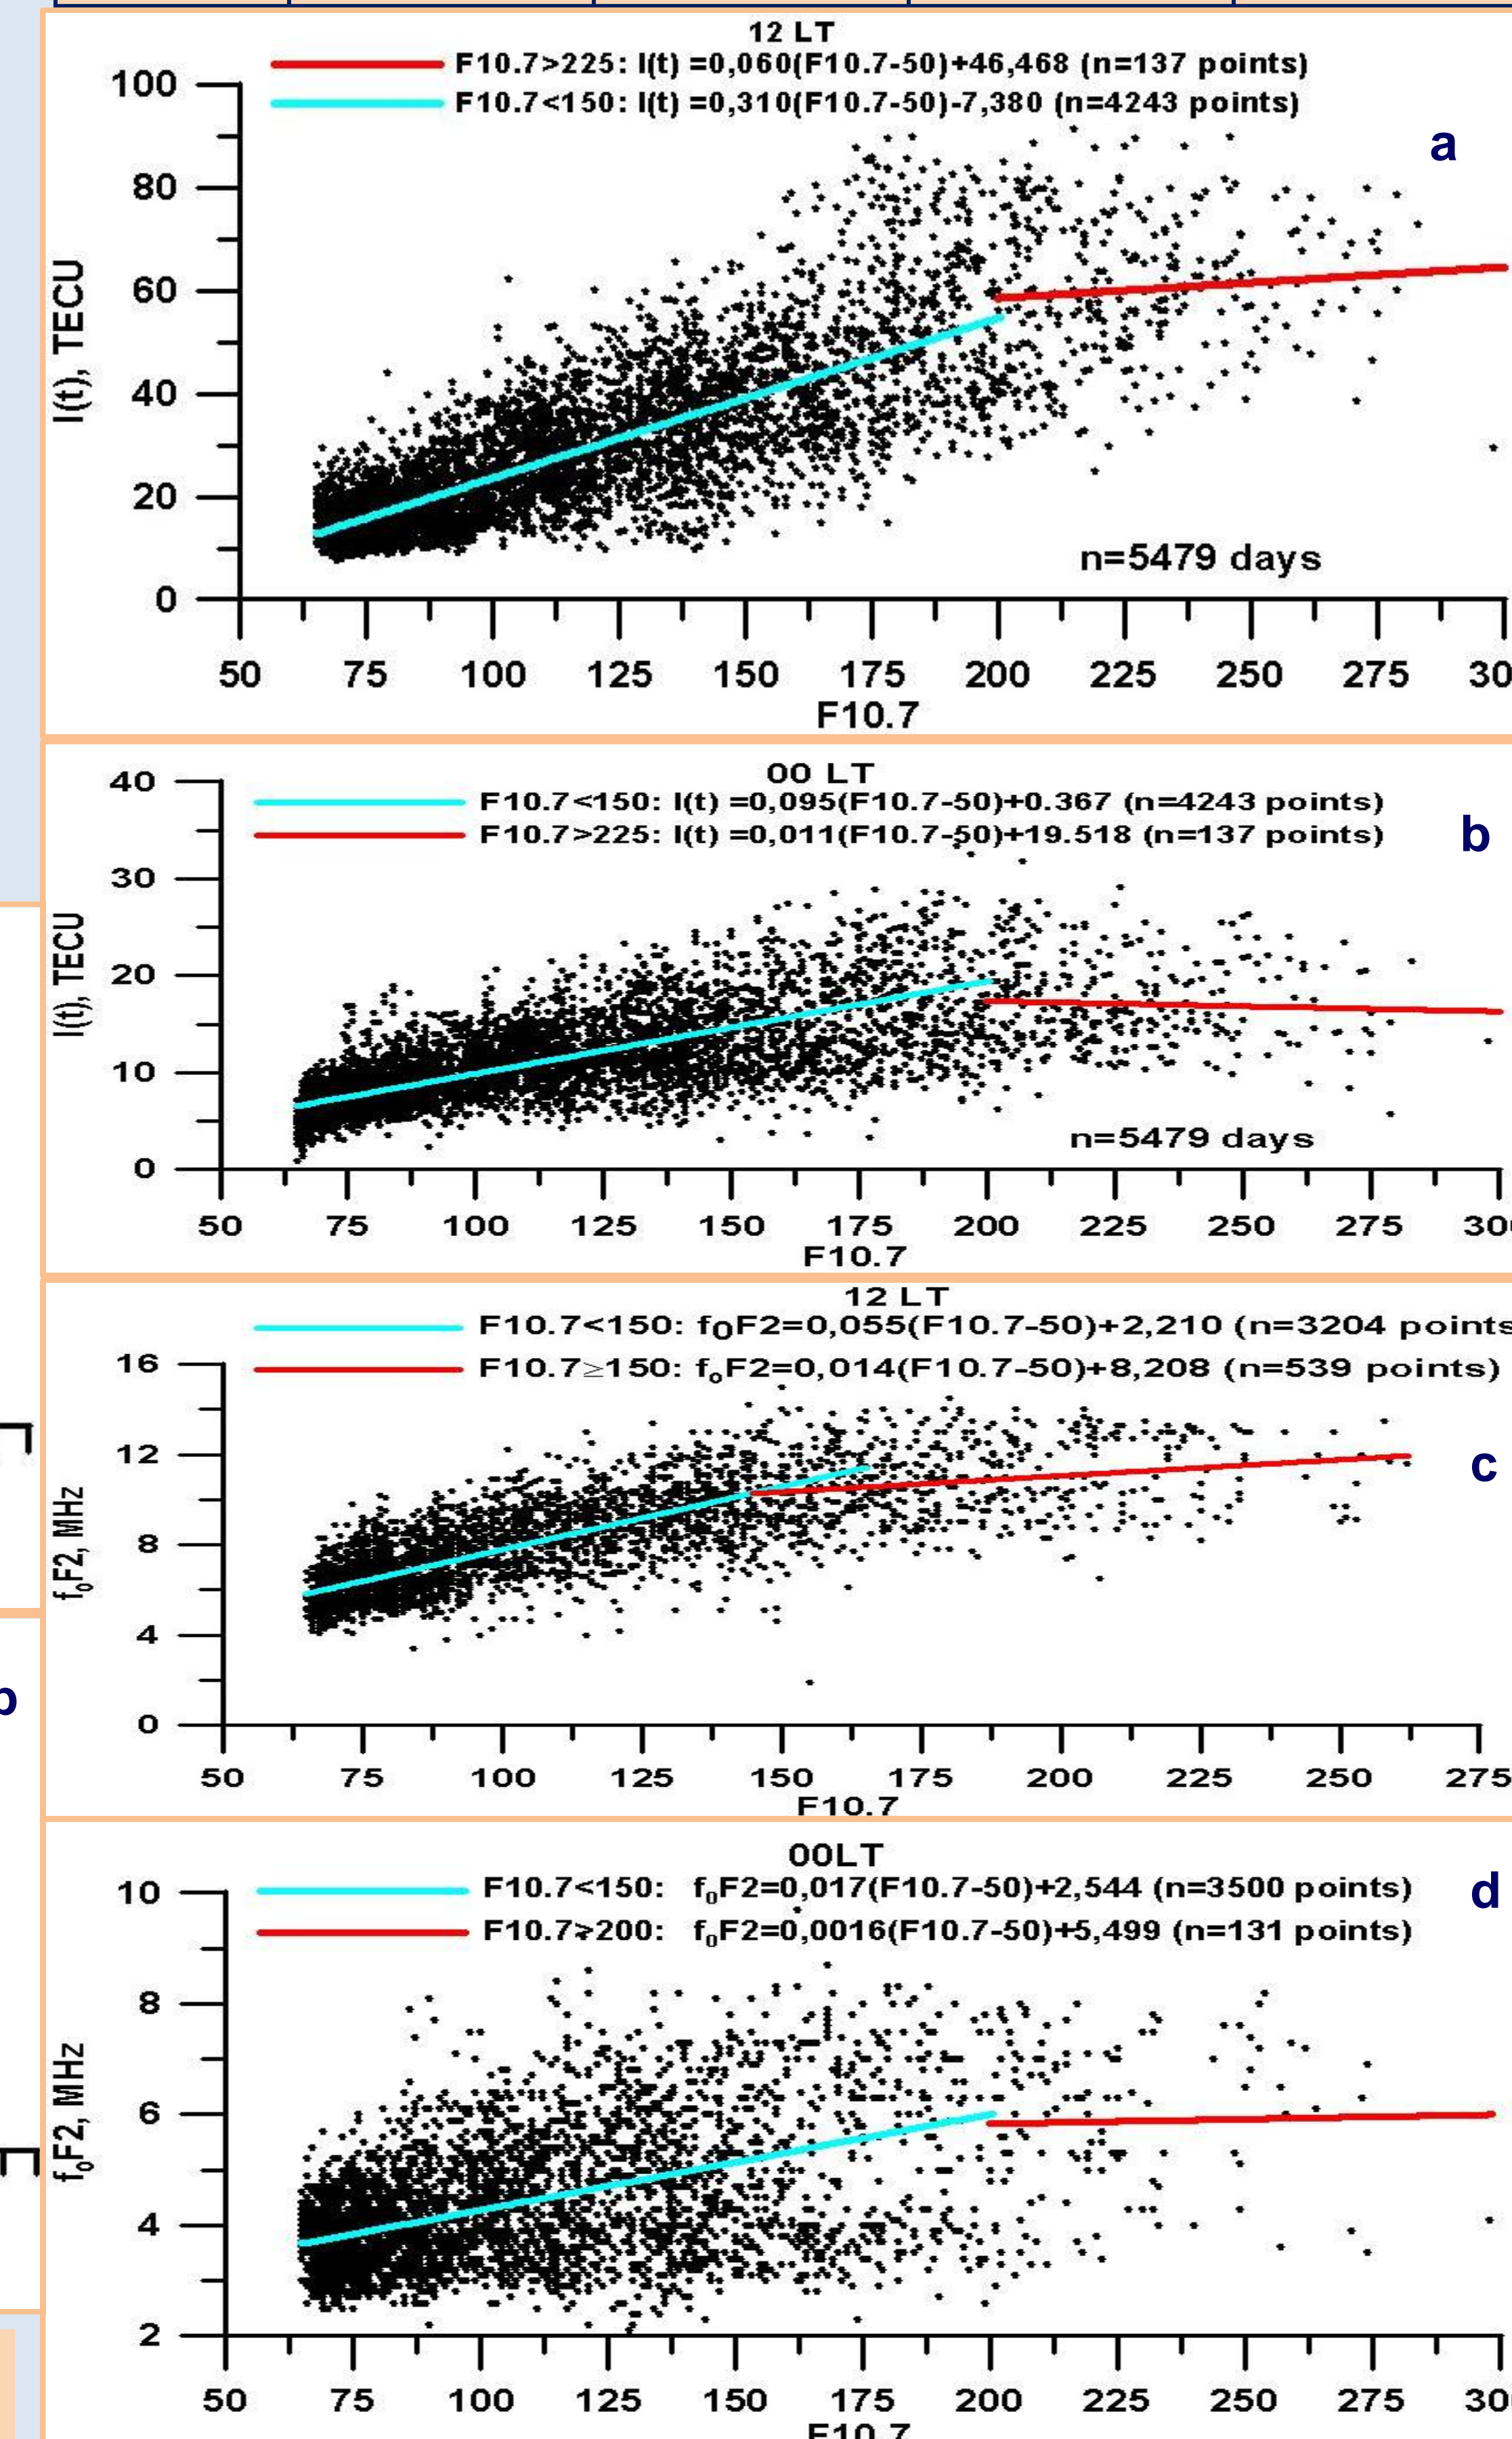 12 LT
F10.7>225: I(t) =0,060(F10.7-50)+46,468 (n=137 points)
F10.7<150: I(t) =0,310(F10.7-50)-7,380 (n=4243 points)
a
100
80
60
40
20
0
I(t), TECU
n=5479 days
50 75 100 125 150 175 200 225 250 275 30
F10.7
00 LT
F10.7<150: I(t) =0,095(F10.7-50)+0.367 (n=4243 points)
F10.7>225: I(t) =0,011(F10.7-50)+19.518 (n=137 points)
b
40
30
20
10
0
I(t), TECU
n=5479 days
50 75 100 125 150 175 200 225 250 275 30
F10.7
12 LT
F10.7<150: f₀F2=0,055(F10.7-50)+2,210 (n=3204 points
F10.7≥150: f₀F2=0,014(F10.7-50)+8,208 (n=539 points)
c
16
12
8
4
0
f₀F2, MHz
50 75 100 125 150 175 200 225 250 275
F10.7
b
00LT
F10.7<150: f₀F2=0,017(F10.7-50)+2,544 (n=3500 points)
F10.7>200: f₀F2=0,0016(F10.7-50)+5,499 (n=131 points)
d
10
8
6
4
2
f₀F2, MHz
50 75 100 125 150 175 200 225 250 275 30
F10.7